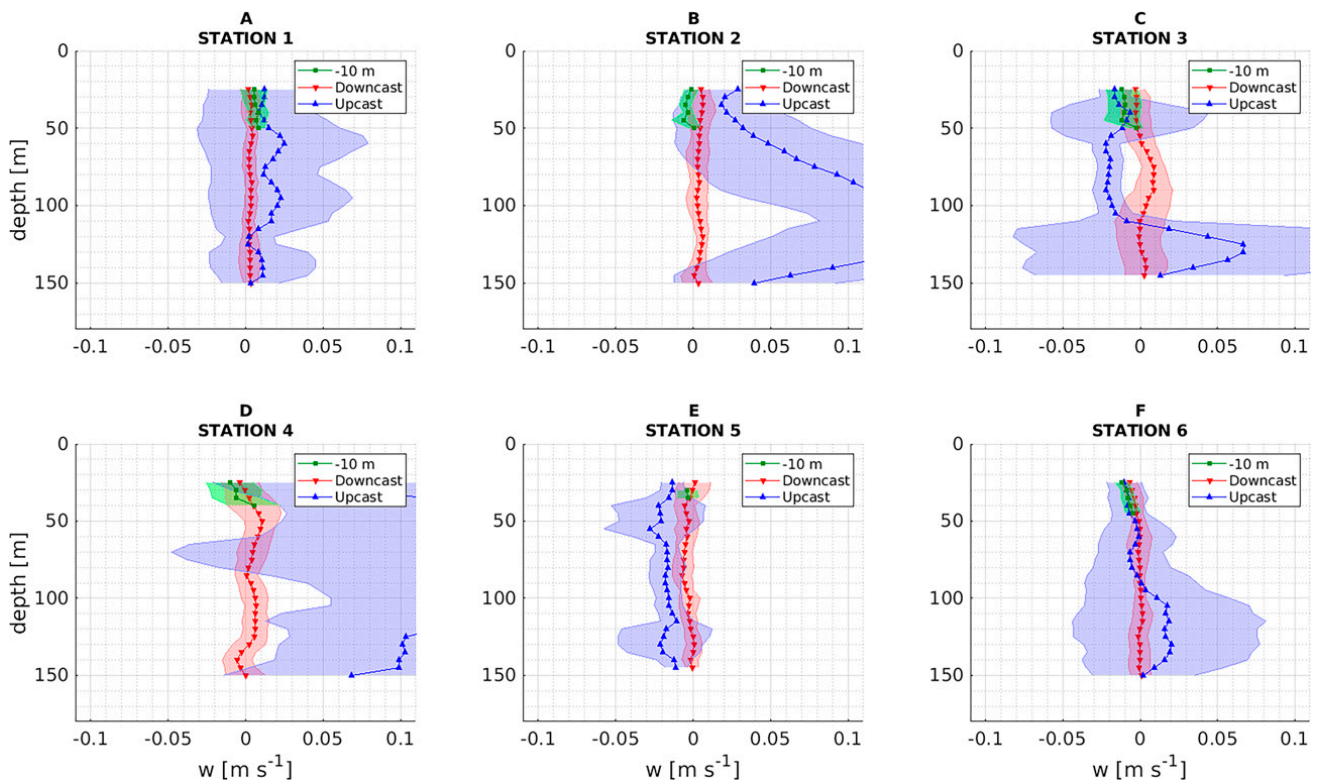 A
STATION 1
0
50
100
150
depth [m]
-10 m
Downcast
Upcast
-0.1 -0.05 0 0.05 0.1
B
STATION 2
0
50
100
150
-10 m
Downcast
Upcast
-0.1 -0.05 0 0.05 0.1
C
STATION 3
0
50
100
150
-10 m
Downcast
Upcast
-0.1 -0.05 0 0.05 0.1
D
STATION 4
0
50
100
150
depth [m]
-10 m
Downcast
Upcast
-0.1 -0.05 0 0.05 0.1
w [m s⁻¹]
E
STATION 5
0
50
100
150
-10 m
Downcast
Upcast
-0.1 -0.05 0 0.05 0.1
w [m s⁻¹]
F
STATION 6
0
50
100
150
-10 m
Downcast
Upcast
-0.1 -0.05 0 0.05 0.1
w [m s⁻¹]